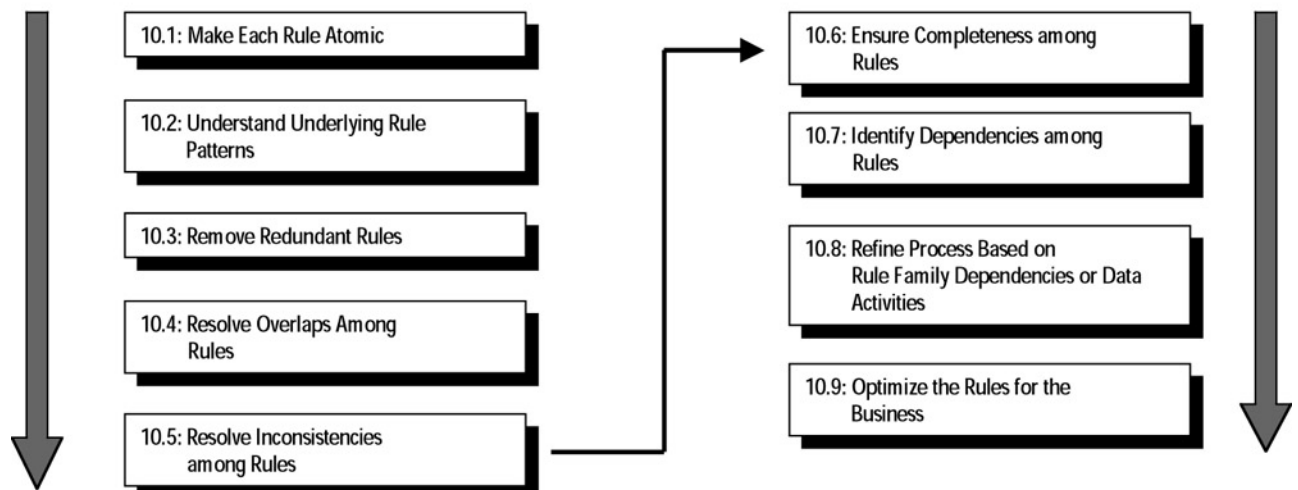 10.1: Make Each Rule Atomic
10.2: Understand Underlying Rule
Patterns
10.3: Remove Redundant Rules
10.4: Resolve Overlaps Among
Rules
10.5: Resolve Inconsistencies
among Rules
10.6: Ensure Completeness among
Rules
10.7: Identify Dependencies among
Rules
10.8: Refine Process Based on
Rule Family Dependencies or Data
Activities
10.9: Optimize the Rules for the
Business